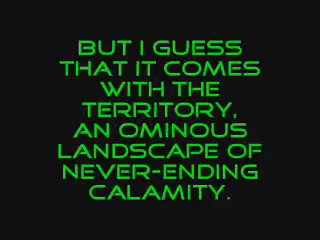 BUT I GUESS
THAT IT COMES
WITH THE
TERRITORY,
AN OMINOUS
LANDSCAPE OF
NEVER-ENDING
CALAMITY.